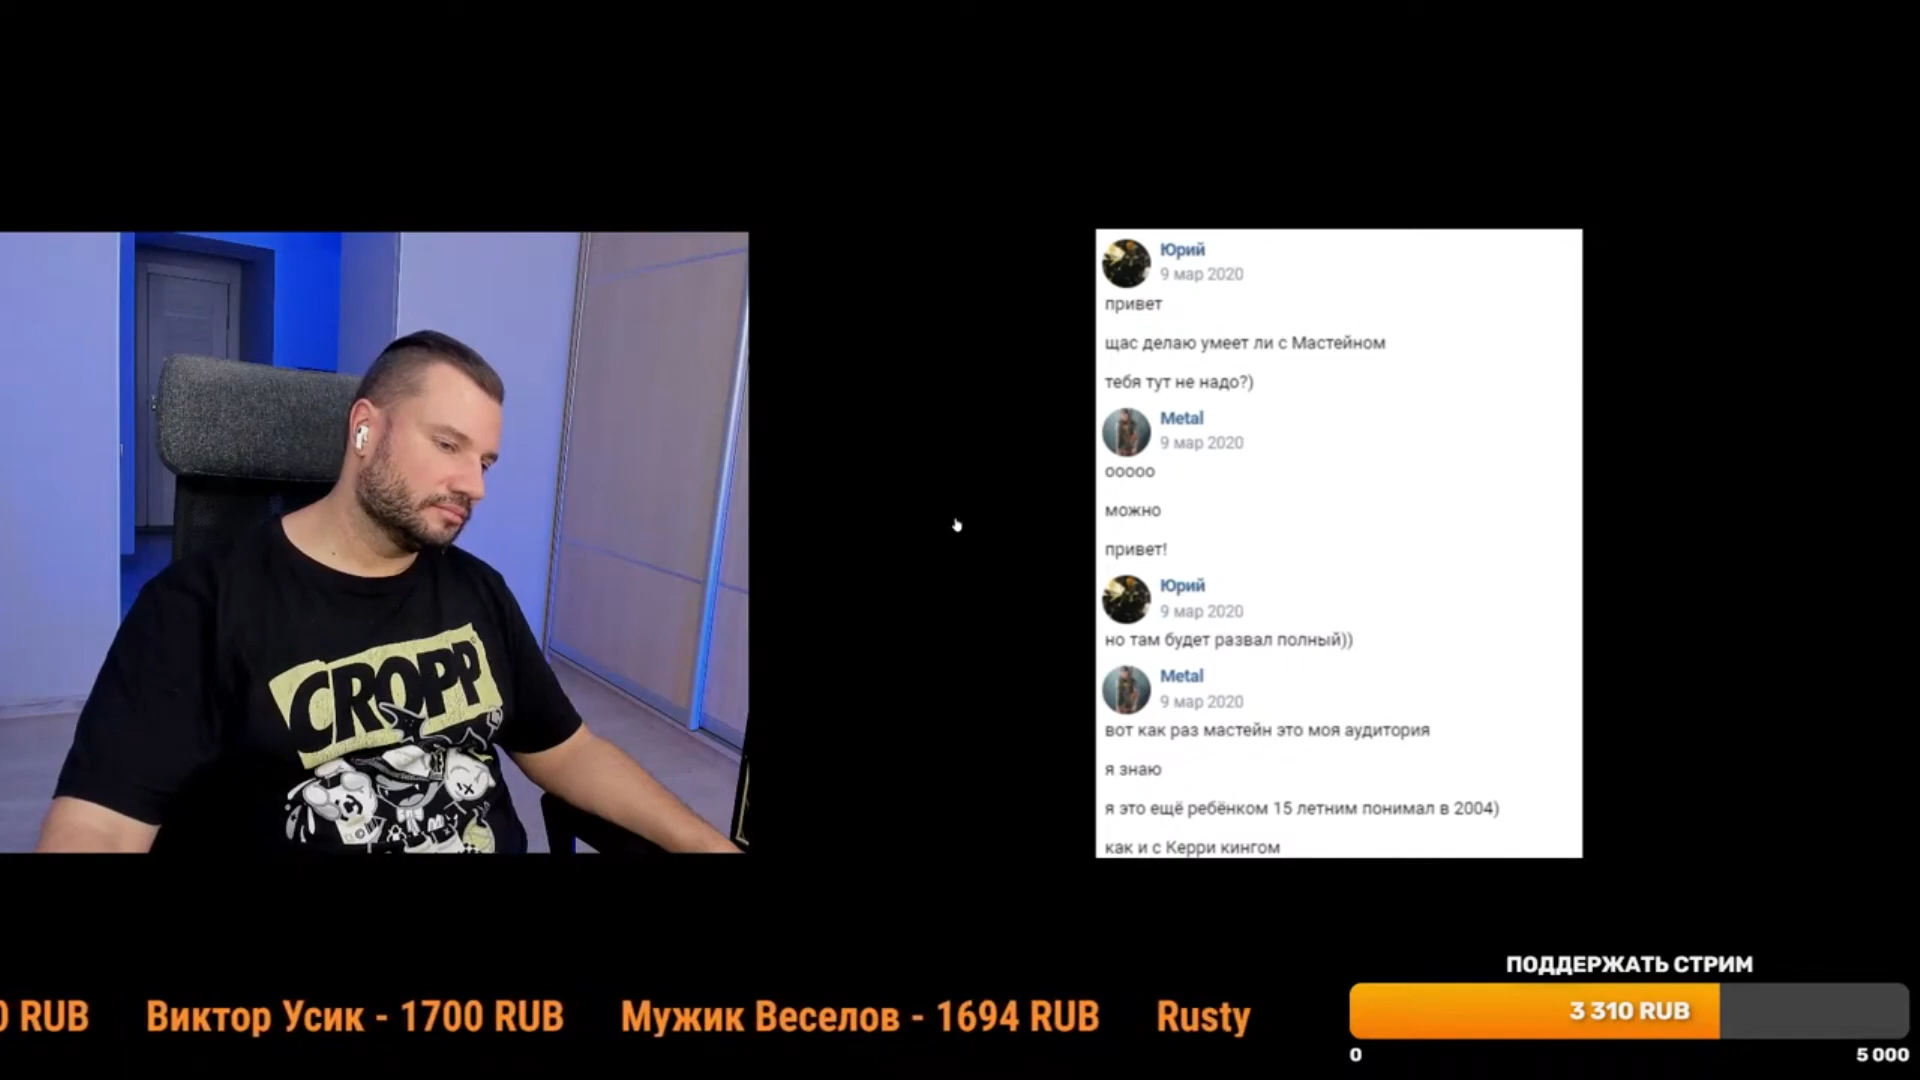 Юрий
9 мар 2020
привет
щас делаю умеет ли с Мастейном
тебя тут не надо?)
Metal
9 мар 2020
ооооо
можно
привет!
Юрий
9 мар 2020
но там будет развал полный))
Metal
9 мар 2020
вот как раз мастейн это моя аудитория
я знаю
я это ещё ребёнком 15 летним понимал в 2004)
как и с Керри кингом
CROPP
ПОДДЕРЖАТЬ СТРИМ
0 RUB Виктор Усик - 1700 RUB Мужик Веселов - 1694 RUB Rusty
3 310 RUB
0 5 000